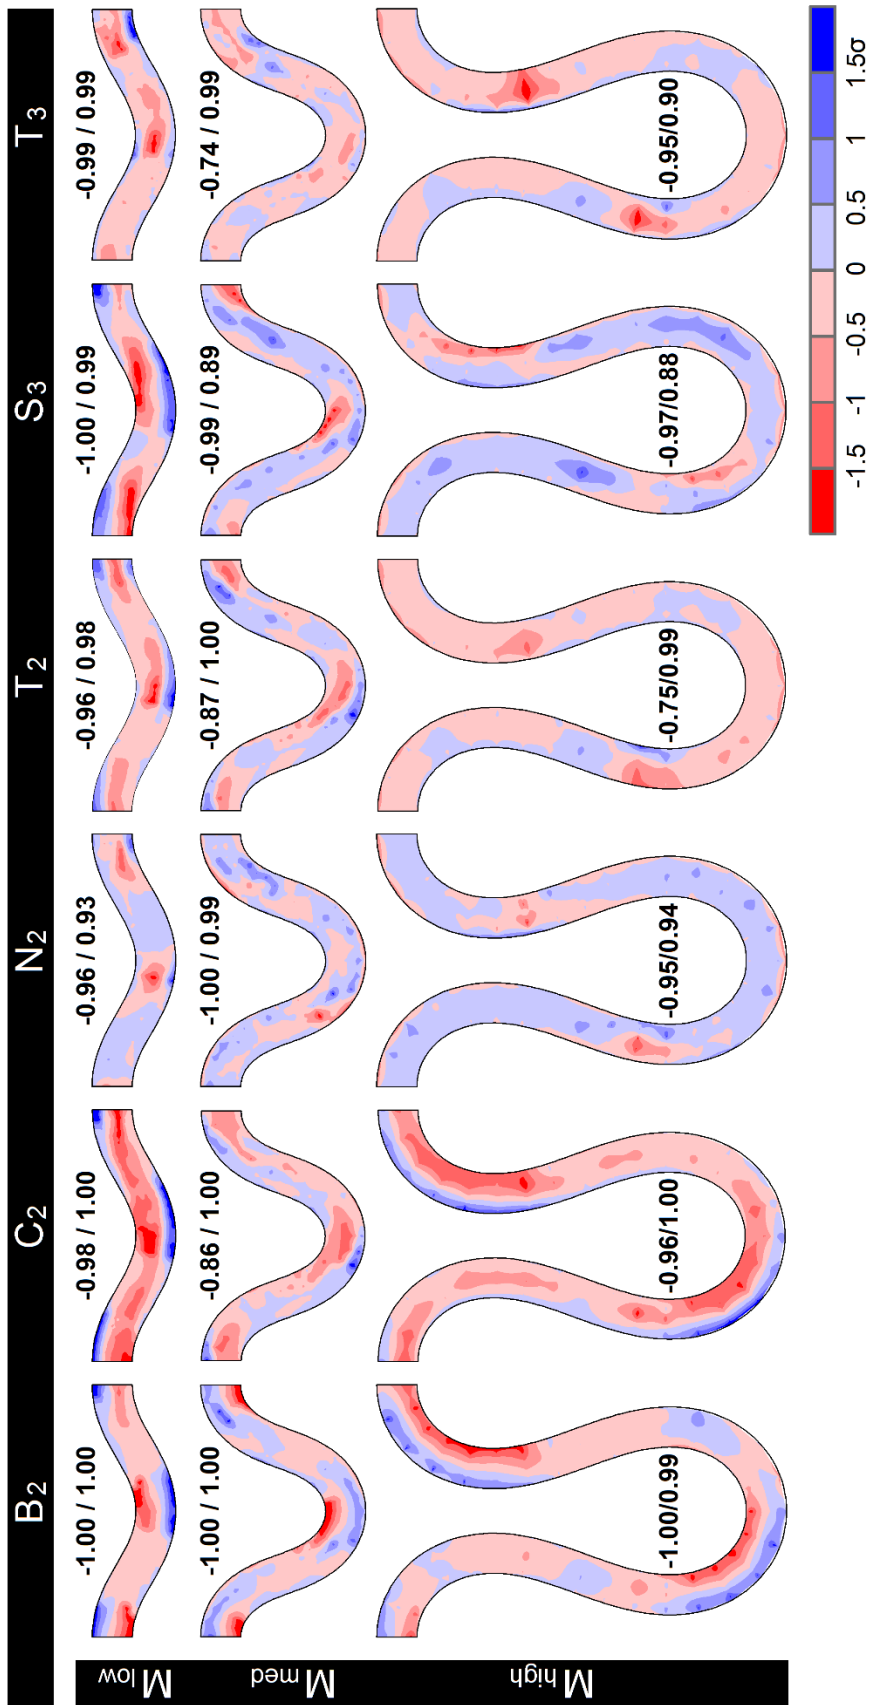 B2 C2 N2 T2 S3 T3
M low
-1.00 / 1.00 -0.98 / 1.00 -0.96 / 0.93 -0.96 / 0.98 -1.00 / 0.99 -0.99 / 0.99
M med
-1.00 / 1.00 -0.86 / 1.00 -1.00 / 0.99 -0.87 / 1.00 -0.99 / 0.89 -0.74 / 0.99
M high
-1.00/0.99 -0.96/1.00 -0.95/0.94 -0.75/0.99 -0.97/0.88 -0.95/0.90
-1.5 -1 -0.5 0 0.5 1 1.5σ